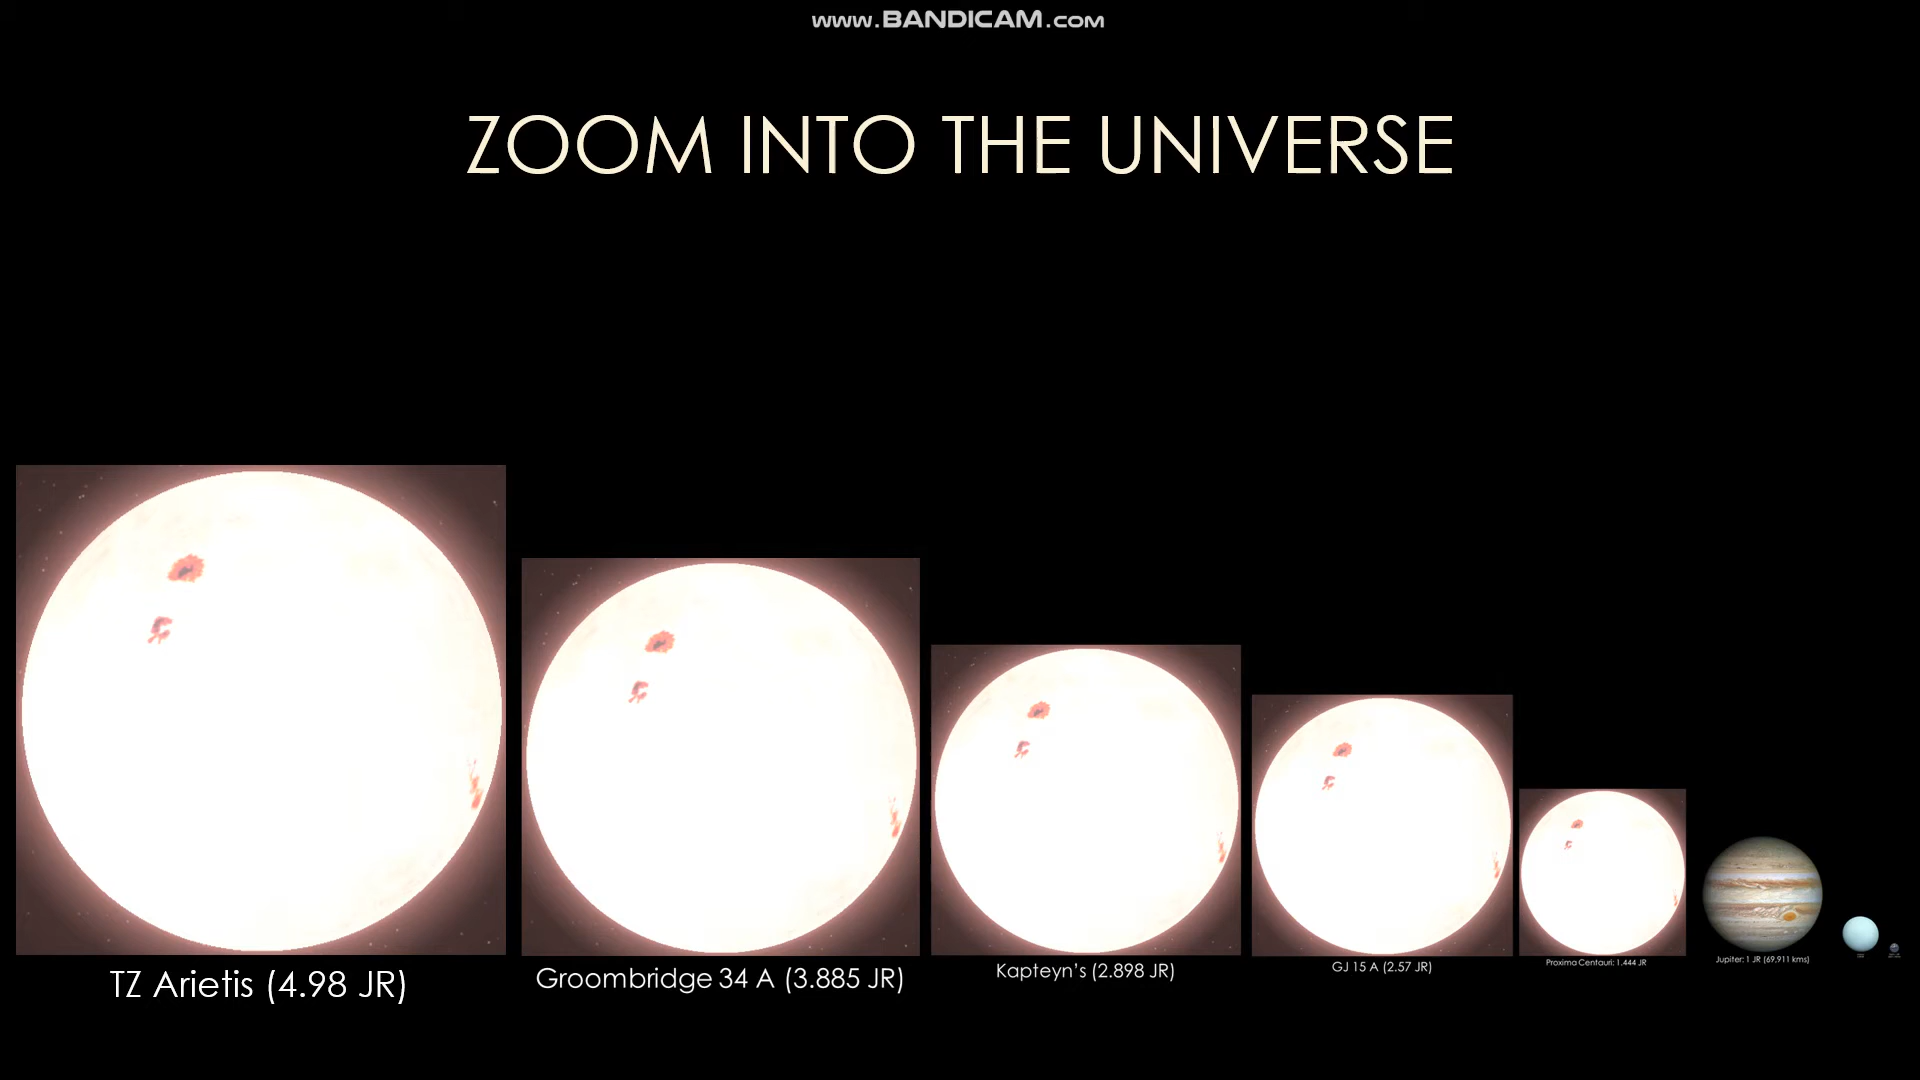 www.BANDICAM.com
ZOOM INTO THE UNIVERSE
TZ Arietis (4.98 JR)
Groombridge 34 A (3.885 JR)
Kapteyn’s (2.898 JR)
GJ 15 A (2.57 JR)
Proxima Centauri: 1.444 JR
Jupiter: 1 JR (69,911 kms)